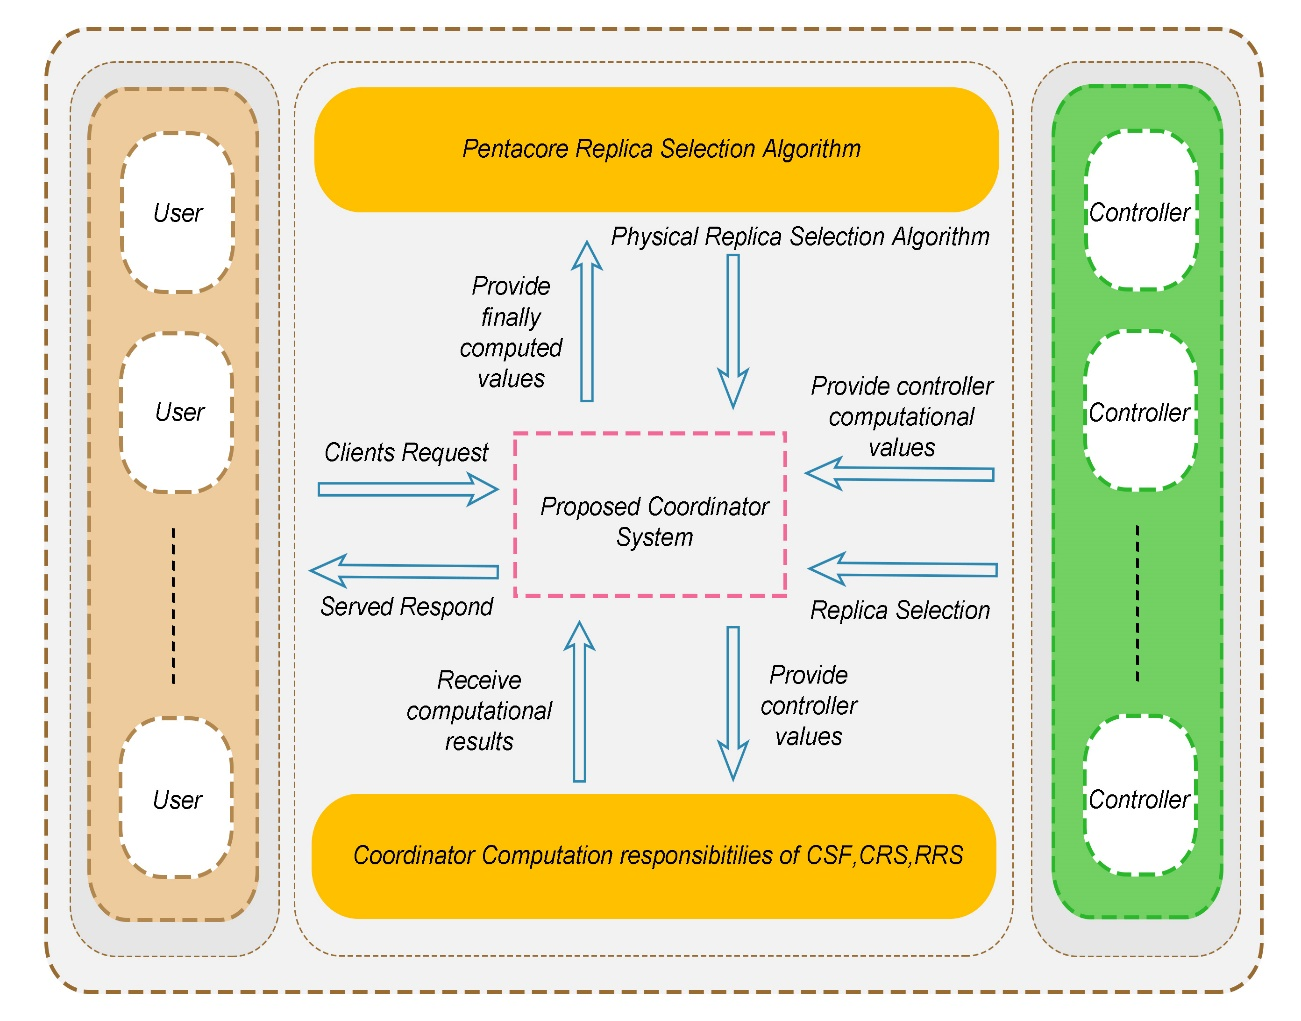 Pentacore Replica Selection Algorithm
User
Controller
Physical Replica Selection Algorithm
Provide
finally
computed
values
User
Controller
Provide controller
computational
values
Clients Request
Proposed Coordinator
System
Served Respond
Replica Selection
Receive
computational
results
Provide
controller
values
User
Controller
Coordinator Computation responsibitilies of CSF,CRS,RRS